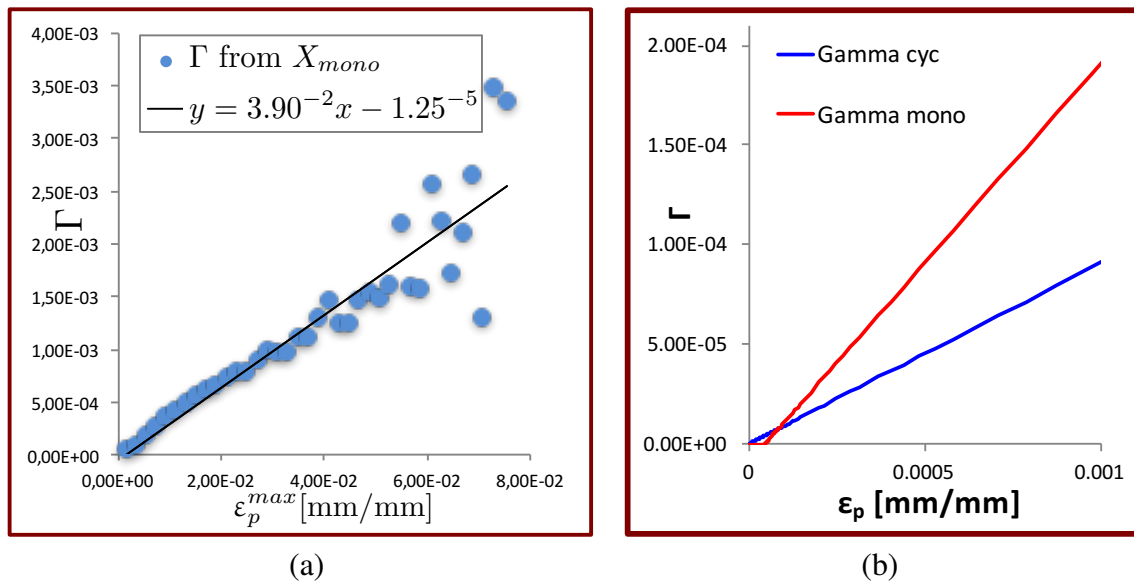 4,00E-03
3,50E-03
3,00E-03
2,50E-03
2,00E-03
1,50E-03
1,00E-03
5,00E-04
0,00E+00
Γ
Γ from X_{mono}
y = 3.90^{-2}x − 1.25^{-5}
0,00E+00 2,00E-02 4,00E-02 6,00E-02 8,00E-02
ε_p^{max}[mm/mm]
(a)
2.00E-04
1.50E-04
1.00E-04
5.00E-05
0.00E+00
Γ
Gamma cyc
Gamma mono
0 0.0005 0.001
ε_p [mm/mm]
(b)